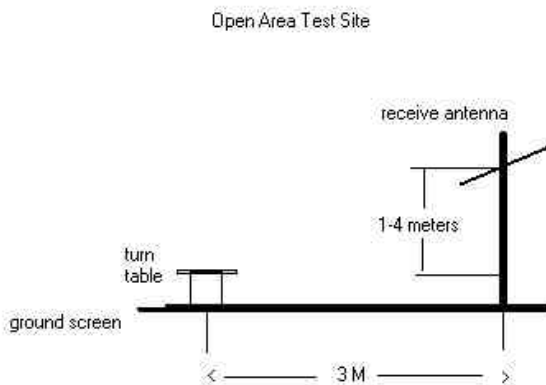 Open Area Test Site
receive antenna
1-4 meters
turn
table
ground screen
3 M